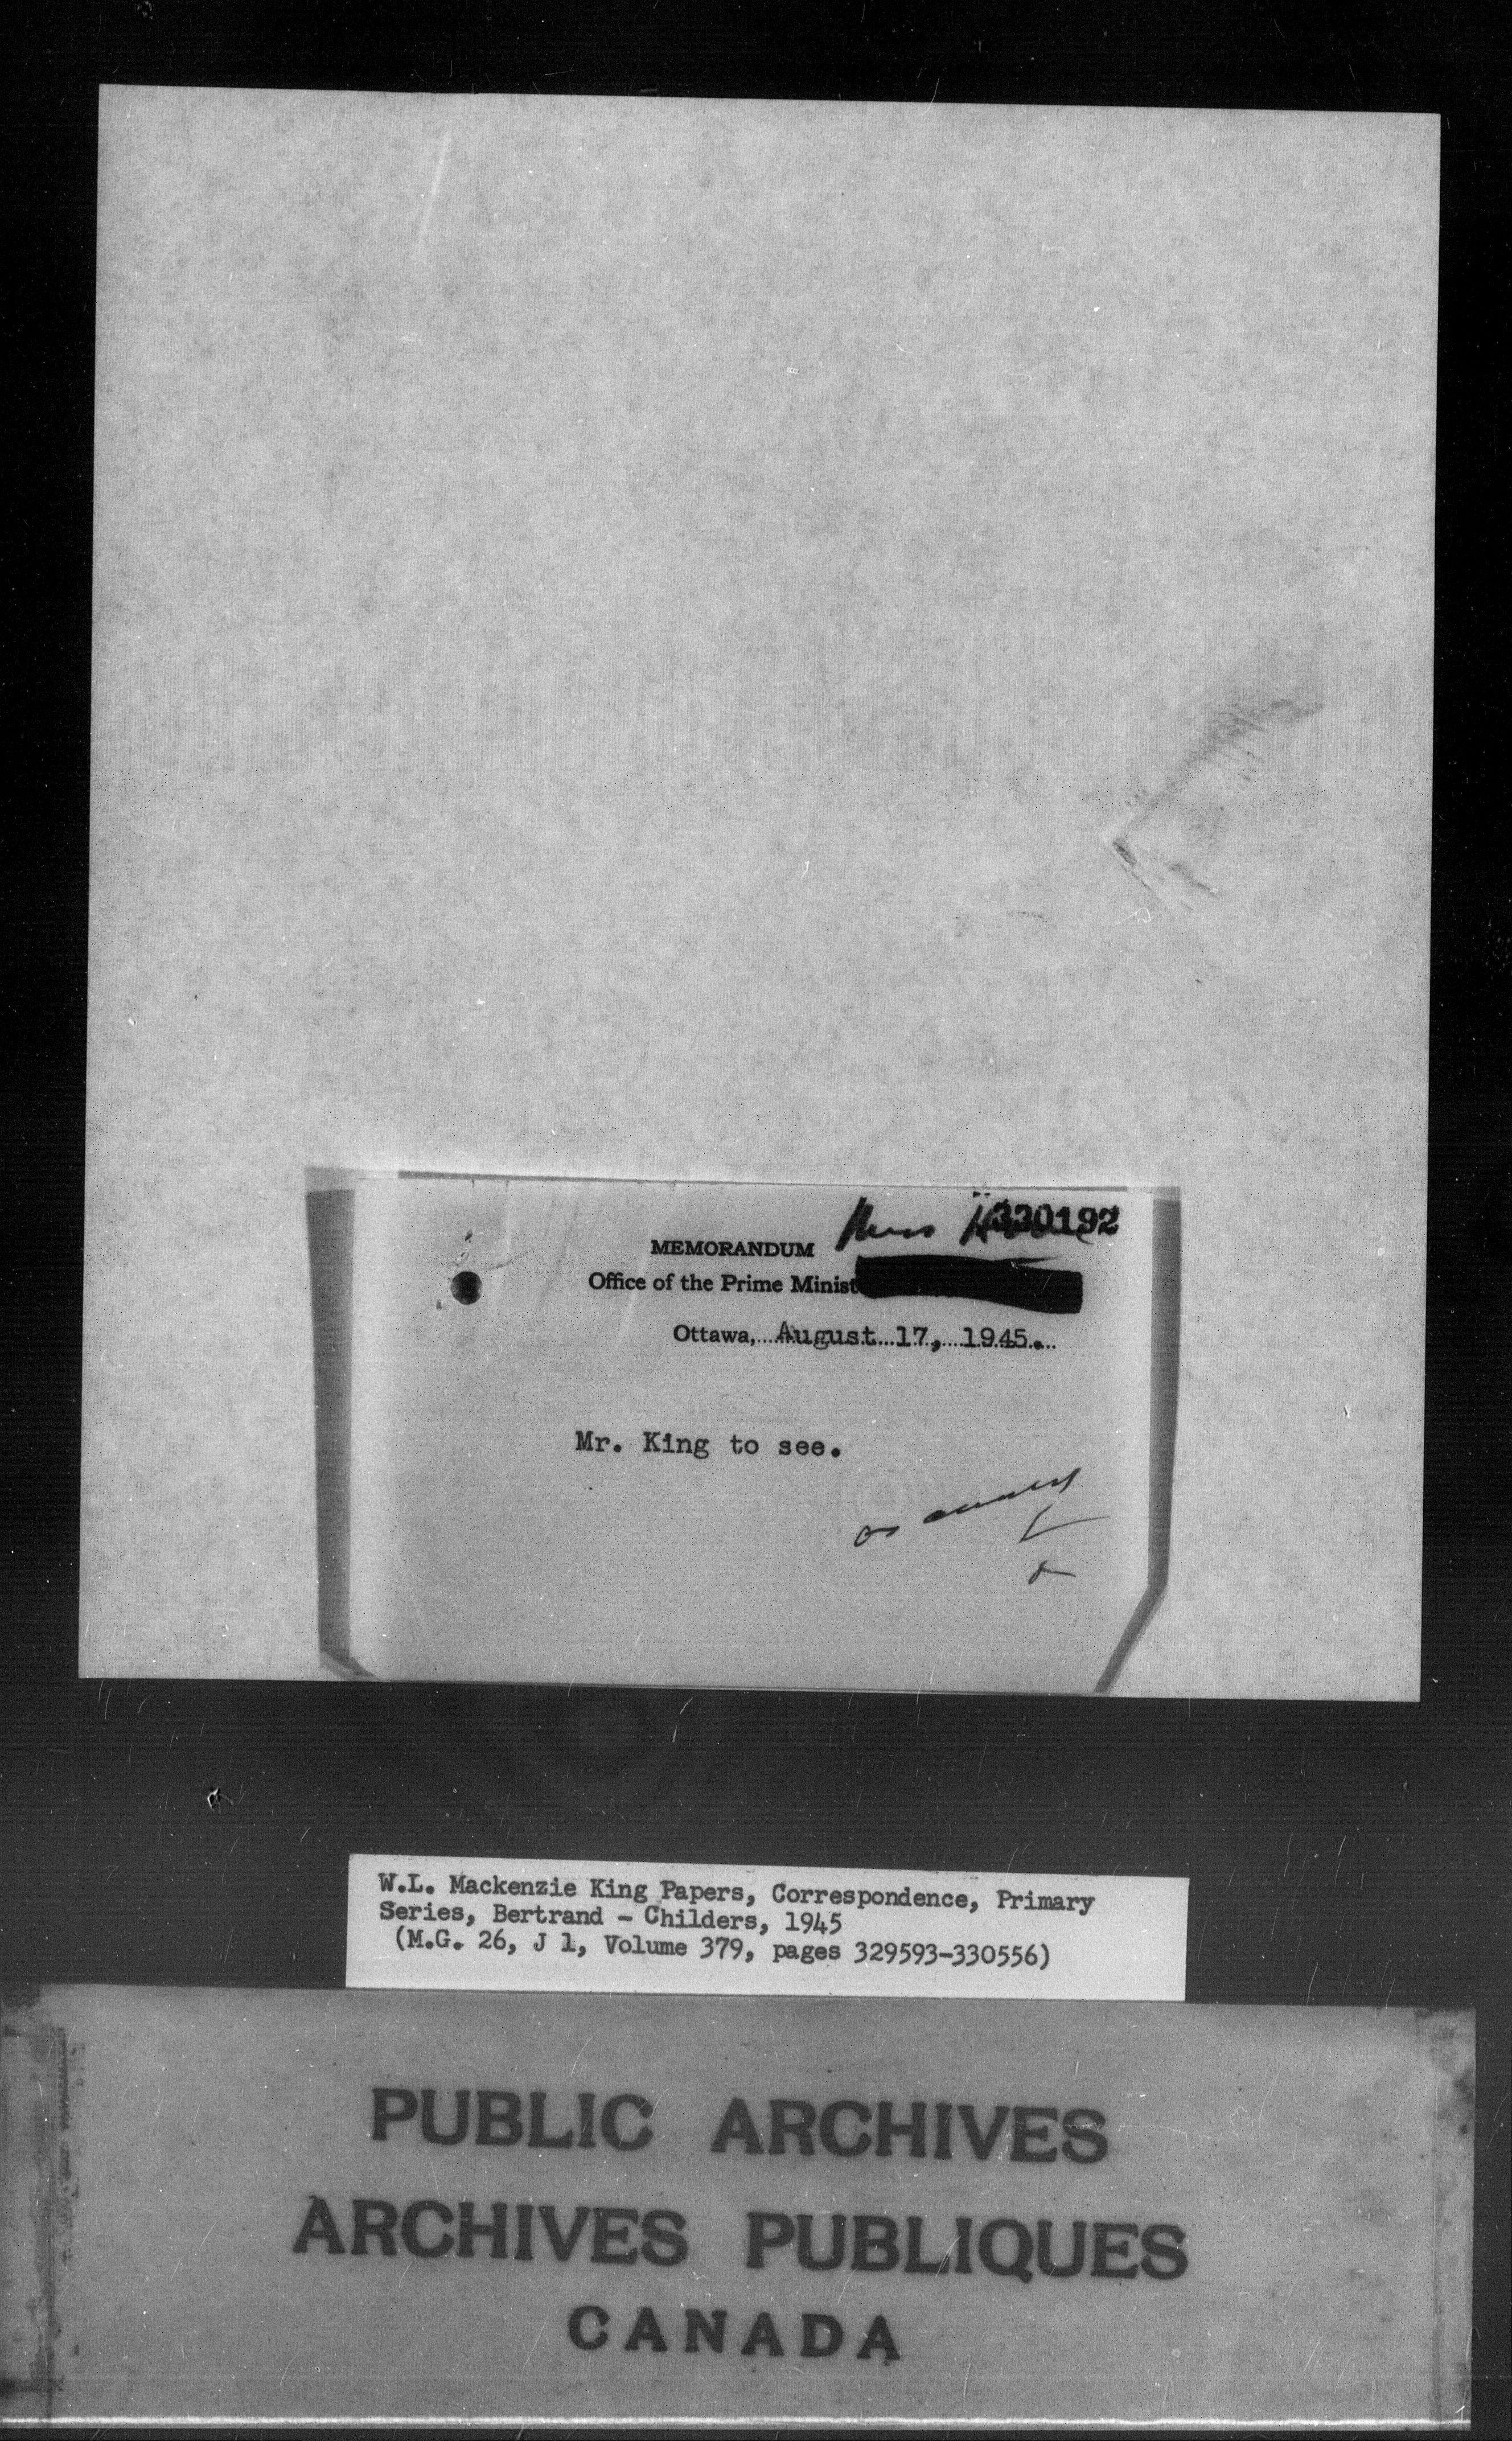 330192
MEMORANDUM
Office of the Prime Minist
Ottawa, August 17, 1945.
Mr. King to see.
W.L. Mackenzie King Papers, Correspondence, Primary
Series, Bertrand - Childers, 1945
(M.G. 26, J 1, Volume 379, pages 329593-330556)
PUBLIC ARCHIVES
ARCHIVES PUBLIQUES
CANADA